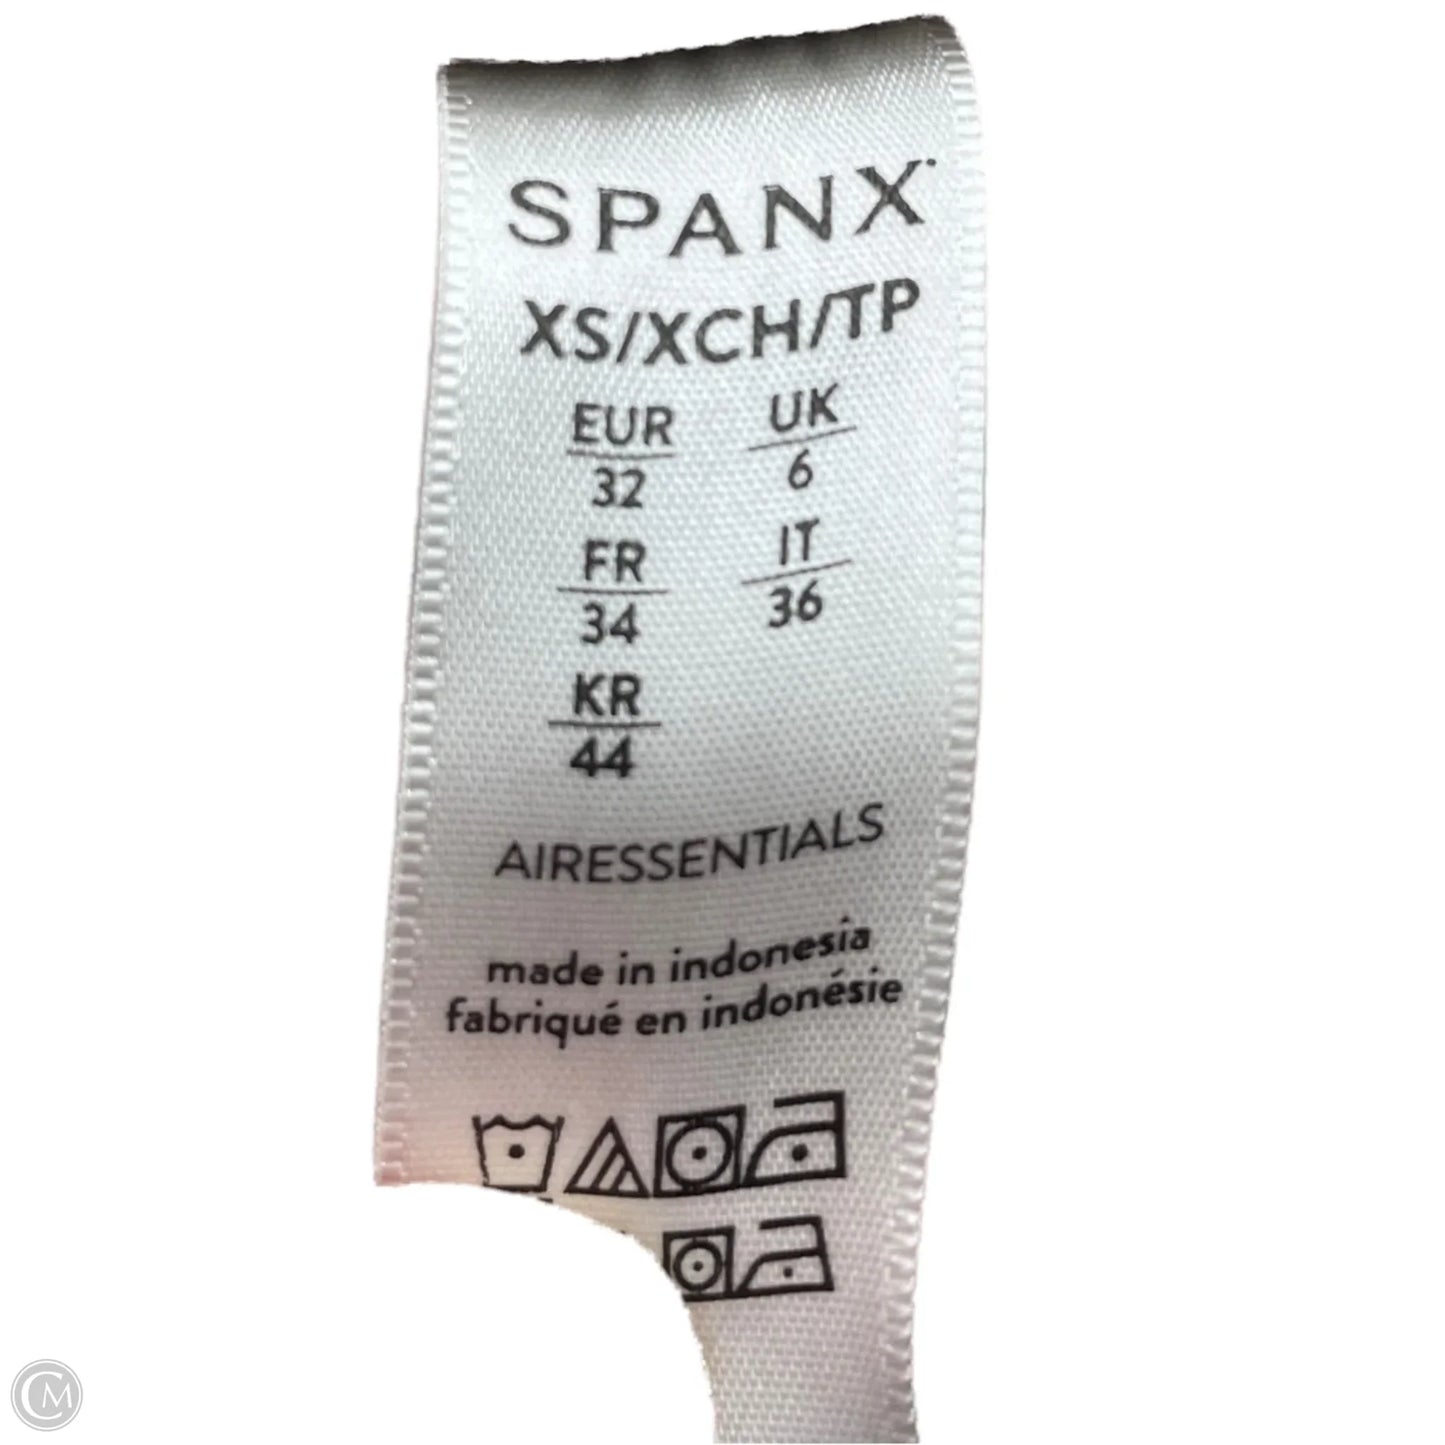 SPANX
XS/XCH/TP
EUR UK
32 6
FR IT
34 36
KR
44
AIRESSENTIALS
made in indonesia
fabriqué en indonésie
CM